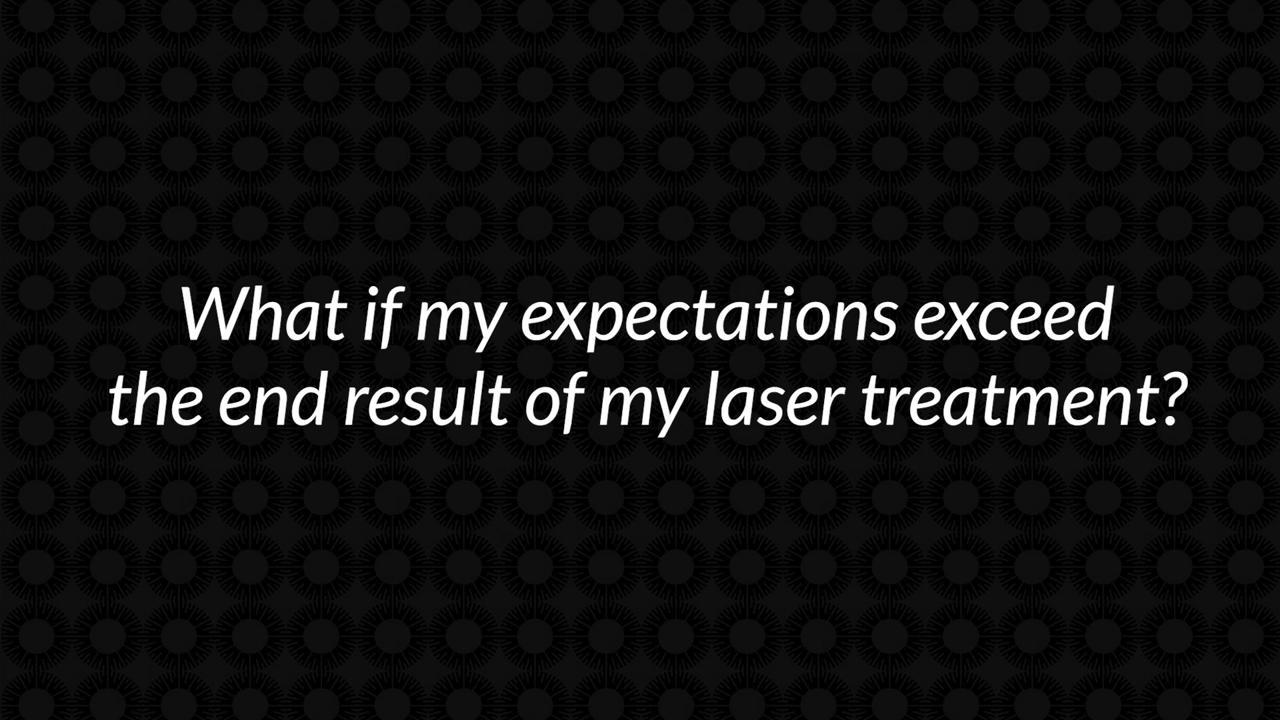 What if my expectations exceed
the end result of my laser treatment?